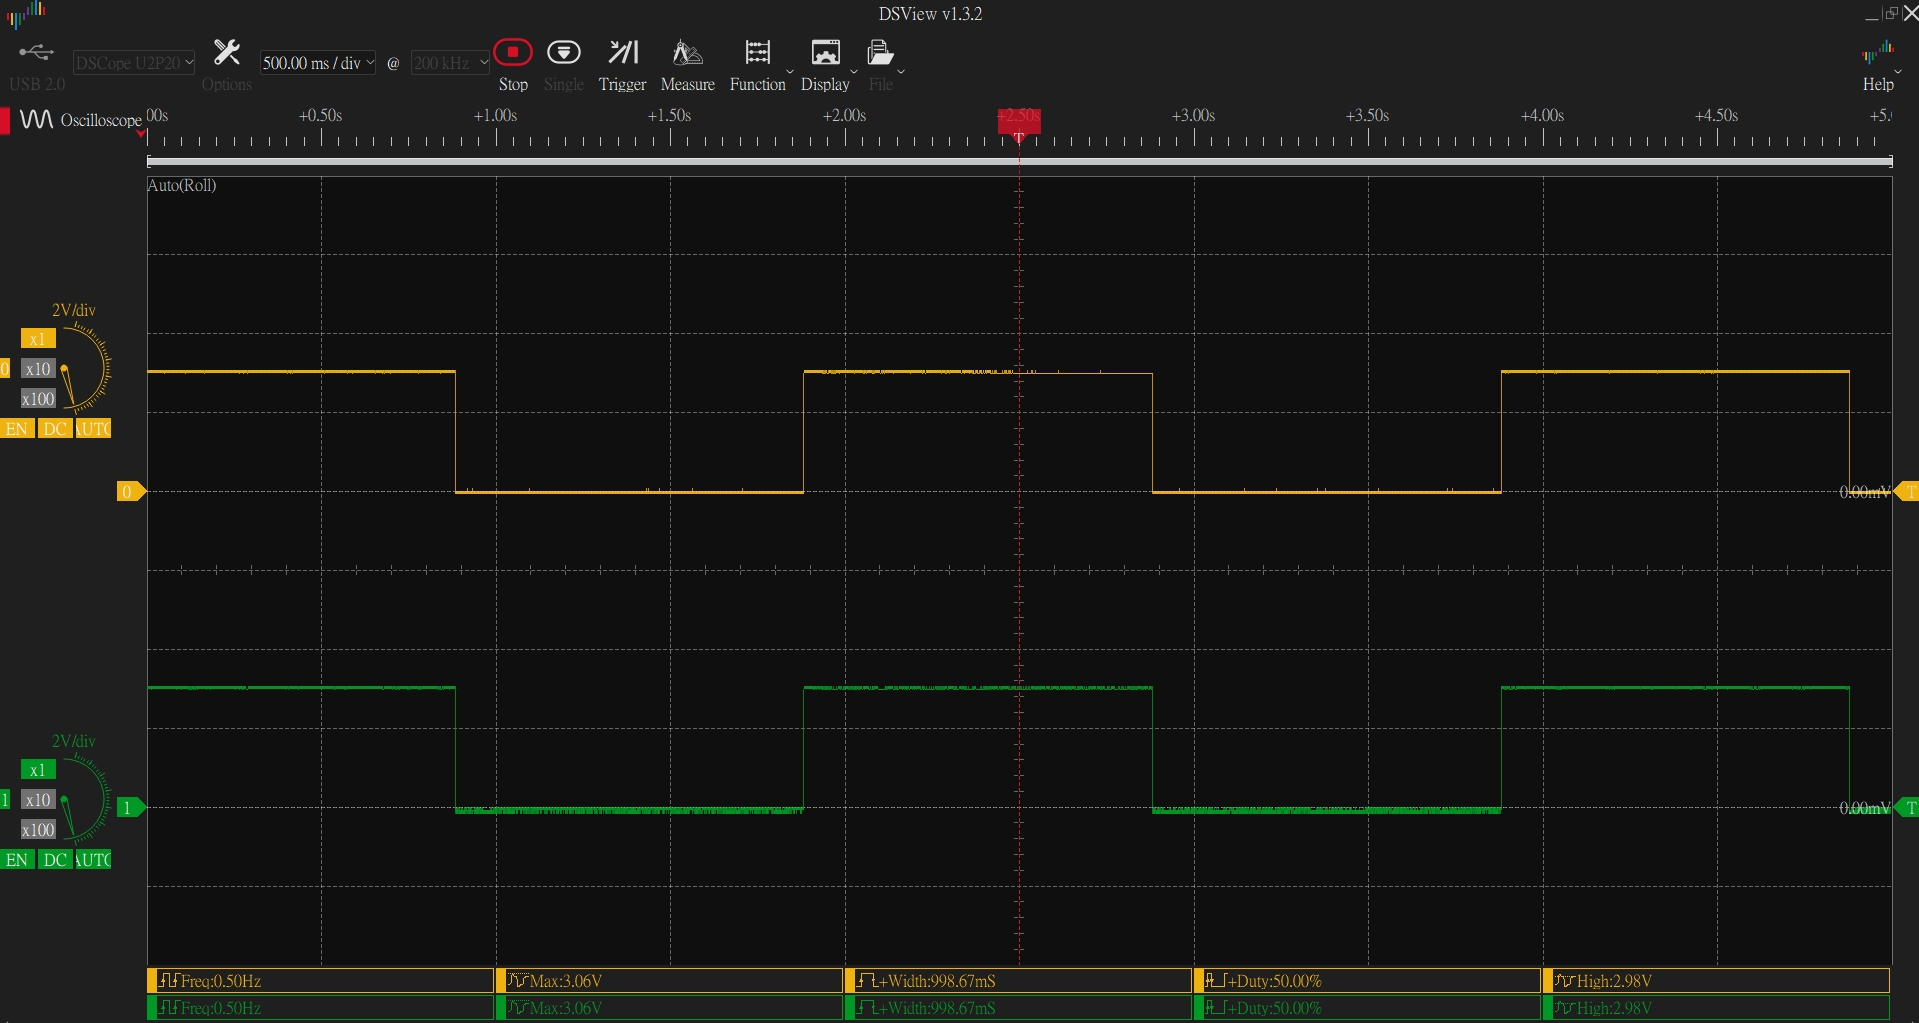 DSView v1.3.2
USB 2.0
DSCope U2P20
Options
500.00 ms / div
@
200 kHz
Stop
Single
Trigger
Measure
Function
Display
File
Help
Oscilloscope
00s +0.50s +1.00s +1.50s +2.00s +2.50s +3.00s +3.50s +4.00s +4.50s +5.0
T
Auto(Roll)
2V/div
x1
0 x10
x100
EN DC AUTO
0
0.00mV T
2V/div
x1
1 x10
x100
EN DC AUTO
1
0.00mV T
Freq:0.50Hz Max:3.06V +Width:998.67mS +Duty:50.00% High:2.98V
Freq:0.50Hz Max:3.06V +Width:998.67mS +Duty:50.00% High:2.98V